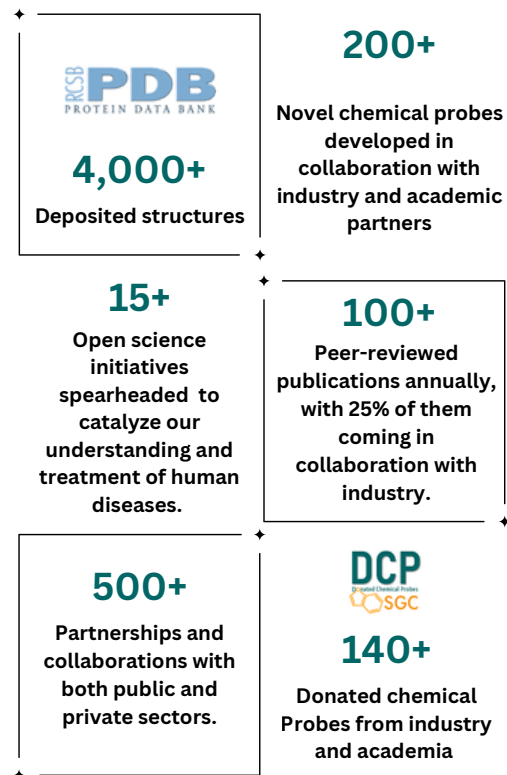 RCSB
PDB
PROTEIN DATA BANK
4,000+
Deposited structures
200+
Novel chemical probes
developed in
collaboration with
industry and academic
partners
15+
Open science
initiatives
spearheaded to
catalyze our
understanding and
treatment of human
diseases.
100+
Peer-reviewed
publications annually,
with 25% of them
coming in
collaboration with
industry.
500+
Partnerships and
collaborations with
both public and
private sectors.
DCP
Donated Chemical Probes
SGC
140+
Donated chemical
Probes from industry
and academia